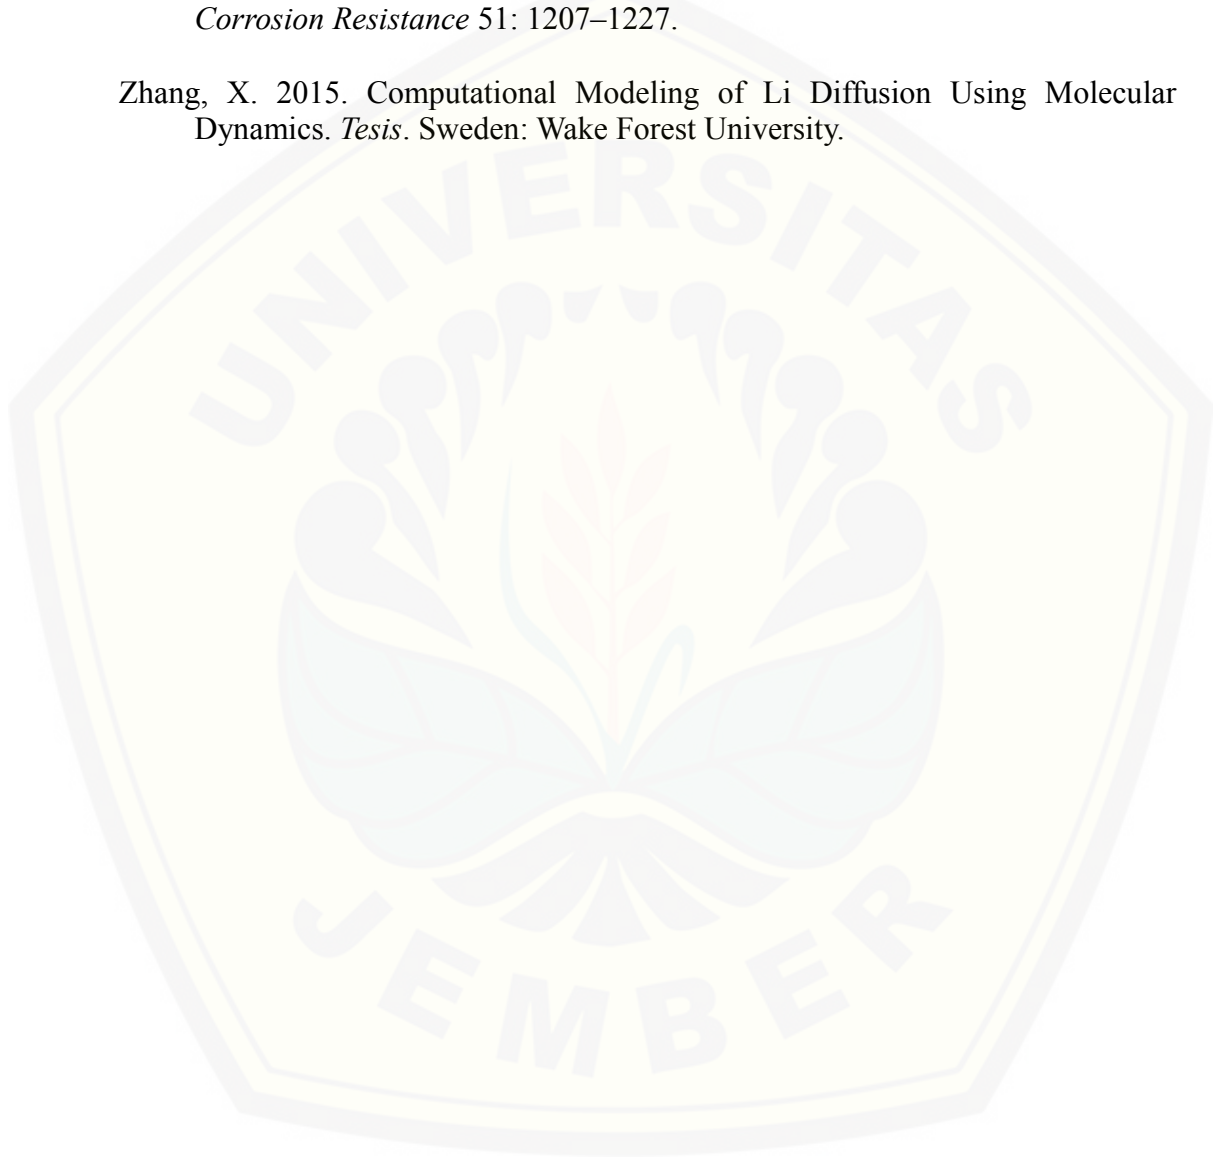 Corrosion Resistance 51: 1207–1227.
Zhang, X. 2015. Computational Modeling of Li Diffusion Using Molecular
Dynamics. Tesis. Sweden: Wake Forest University.
UNIVERSITAS
JEMBER